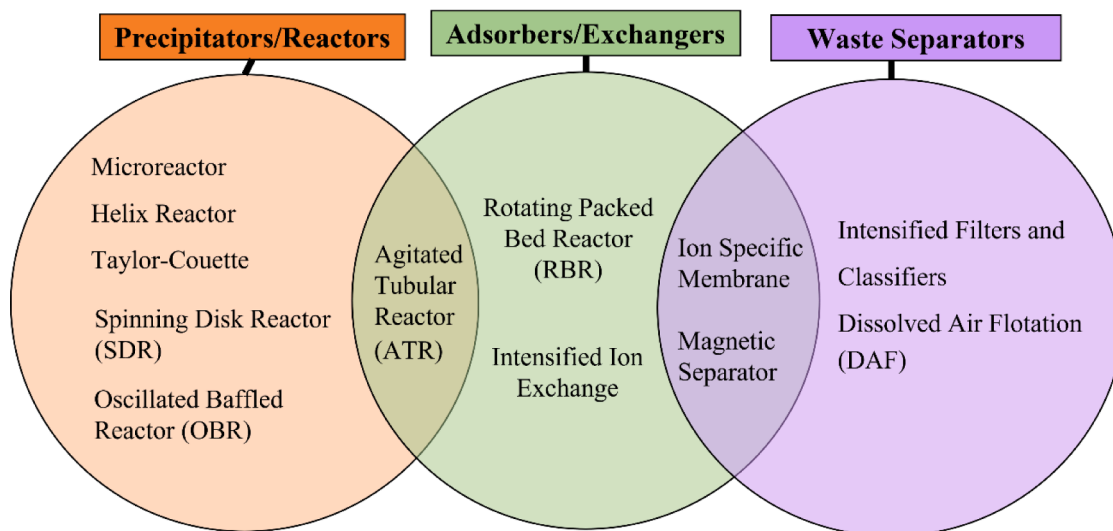 Precipitators/Reactors
Adsorbers/Exchangers
Waste Separators
Microreactor
Helix Reactor
Taylor-Couette
Spinning Disk Reactor
(SDR)
Oscillated Baffled
Reactor (OBR)
Agitated
Tubular
Reactor
(ATR)
Rotating Packed
Bed Reactor
(RBR)
Intensified Ion
Exchange
Ion Specific
Membrane
Magnetic
Separator
Intensified Filters and
Classifiers
Dissolved Air Flotation
(DAF)